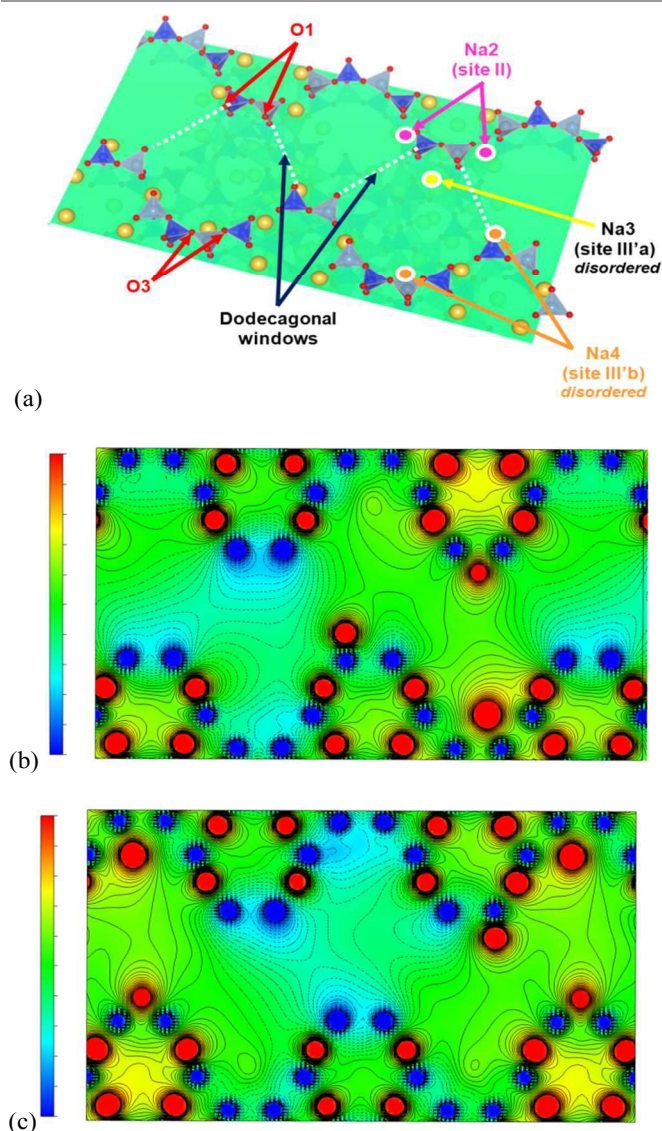 O1
Na2
(site II)
O3
Dodecagonal
windows
Na3
(site III'a)
disordered
Na4
(site III'b)
disordered
(a)
(b)
(c)